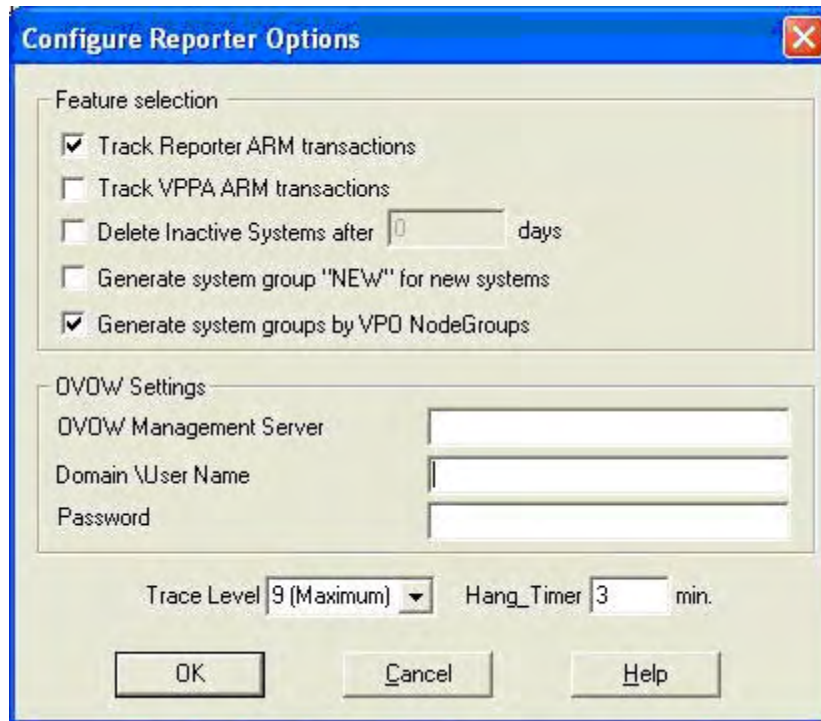 Configure Reporter Options
Feature selection
Track Reporter ARM transactions
Track VPPA ARM transactions
Delete Inactive Systems after 0 days
Generate system group "NEW" for new systems
Generate system groups by VPO NodeGroups
OVOW Settings
OVOW Management Server
Domain \User Name
Password
Trace Level 9 (Maximum) Hang_Timer 3 min.
OK Cancel Help